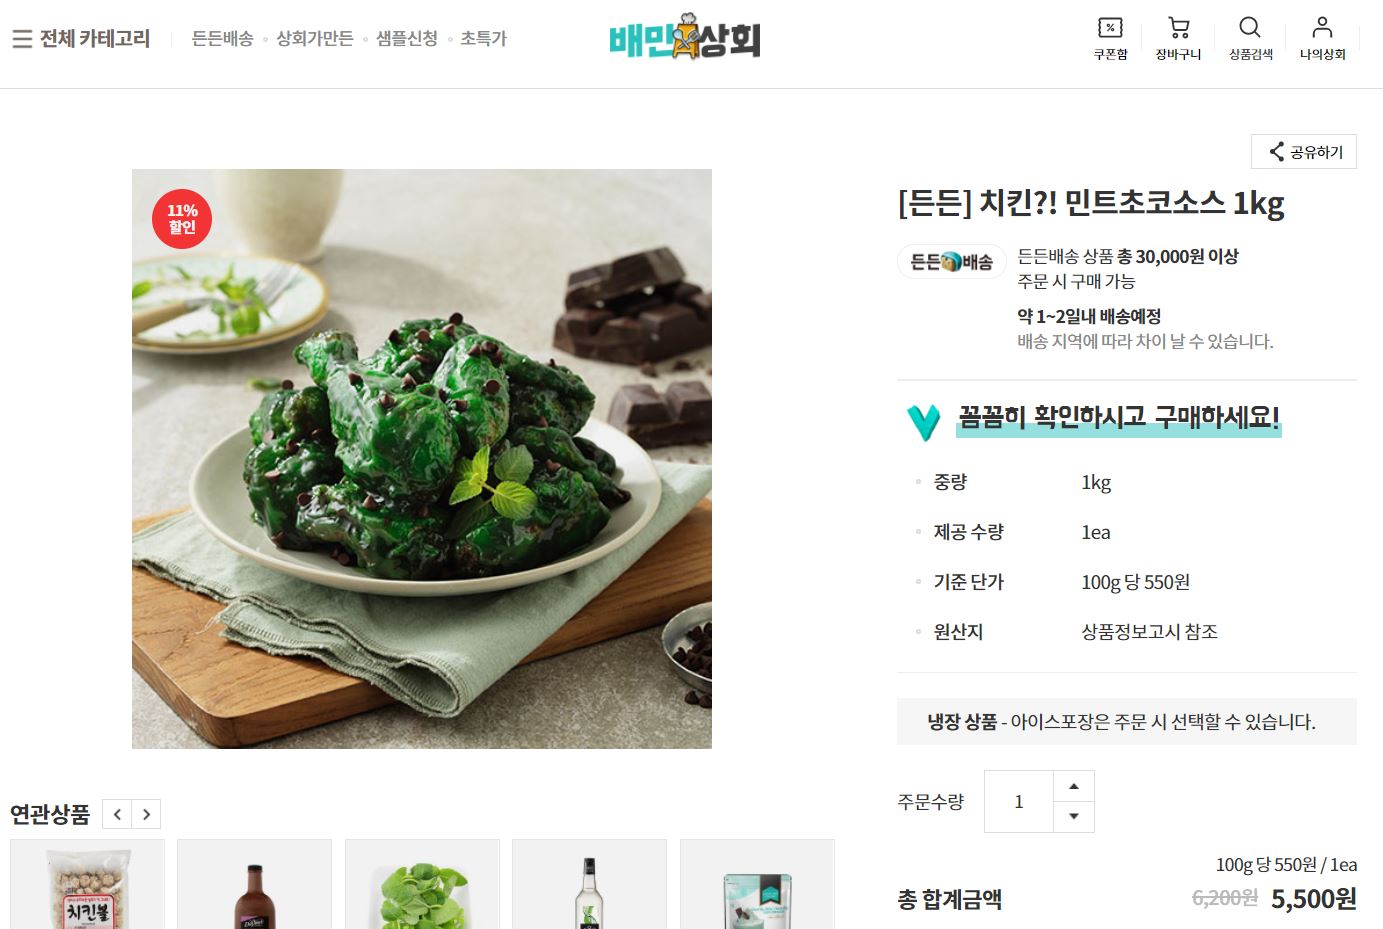 전체 카테고리
든든배송
상회가만든
샘플신청
초특가
배민상회
쿠폰함
장바구니
상품검색
나의상회
공유하기
11%
할인
[든든] 치킨?! 민트초코소스 1kg
든든배송
든든배송 상품 총 30,000원 이상
주문 시 구매 가능
약 1~2일내 배송예정
배송 지역에 따라 차이 날 수 있습니다.
꼼꼼히 확인하시고 구매하세요!
중량 1kg
제공 수량 1ea
기준 단가 100g 당 550원
원산지 상품정보고시 참조
냉장 상품 - 아이스포장은 주문 시 선택할 수 있습니다.
주문수량 1
100g 당 550원 / 1ea
총 합계금액 6,200원 5,500원
연관상품
치킨볼